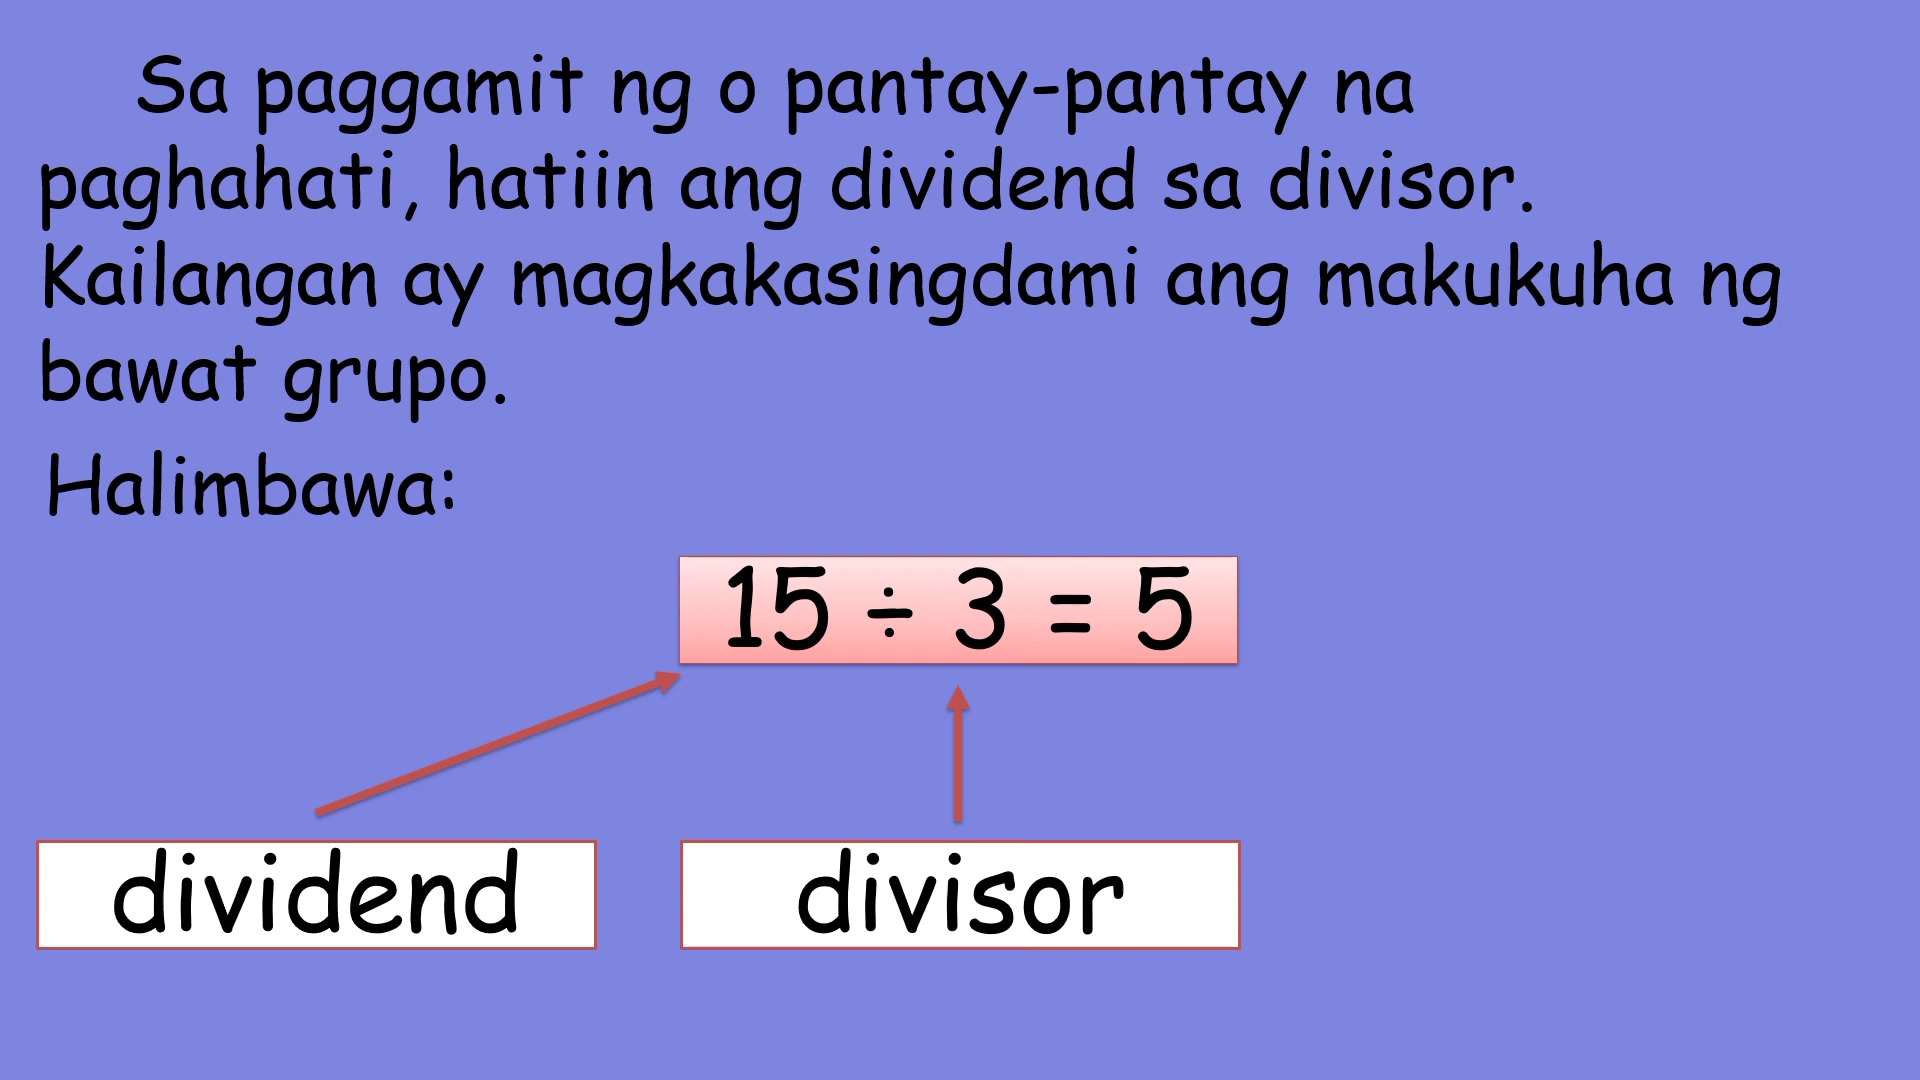 Sa paggamit ng o pantay-pantay na
paghahati, hatiin ang dividend sa divisor.
Kailangan ay magkakasingdami ang makukuha ng
bawat grupo.
Halimbawa:
15 ÷ 3 = 5
dividend
divisor